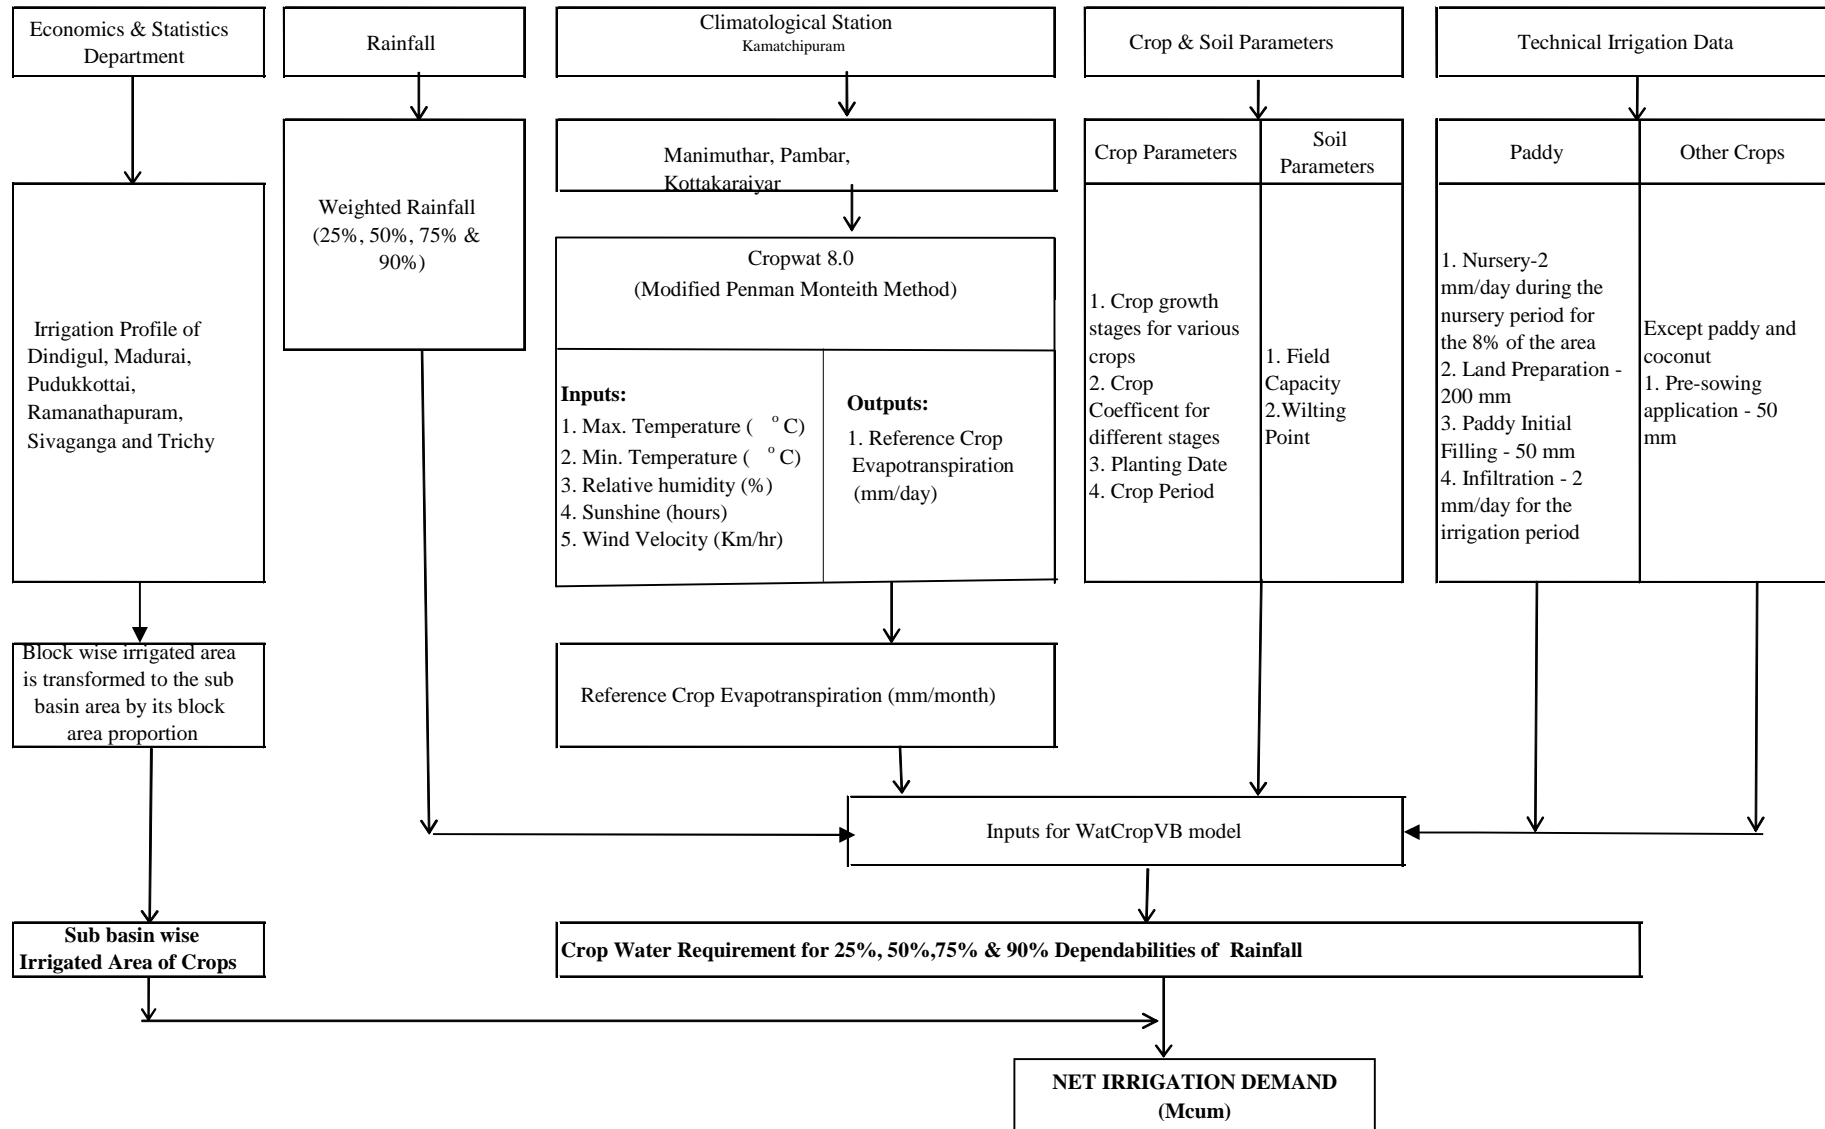 Economics & Statistics
Department
Rainfall
Climatological Station
Kamatchipuram
Crop & Soil Parameters
Technical Irrigation Data
Weighted Rainfall
(25%, 50%, 75% &
90%)
Manimuthar, Pambar,
Kottakaraiyar
Crop Parameters
Soil
Parameters
Paddy
Other Crops
Irrigation Profile of
Dindigul, Madurai,
Pudukkottai,
Ramanathapuram,
Sivaganga and Trichy
Cropwat 8.0
(Modified Penman Monteith Method)
Inputs:
1. Max. Temperature ( °C)
2. Min. Temperature ( °C)
3. Relative humidity (%)
4. Sunshine (hours)
5. Wind Velocity (Km/hr)
Outputs:
1. Reference Crop
Evapotranspiration
(mm/day)
1. Crop growth
stages for various
crops
2. Crop
Coefficent for
different stages
3. Planting Date
4. Crop Period
1. Field
Capacity
2.Wilting
Point
1. Nursery-2
mm/day during the
nursery period for
the 8% of the area
2. Land Preparation -
200 mm
3. Paddy Initial
Filling - 50 mm
4. Infiltration - 2
mm/day for the
irrigation period
Except paddy and
coconut
1. Pre-sowing
application - 50
mm
Block wise irrigated area
is transformed to the sub
basin area by its block
area proportion
Reference Crop Evapotranspiration (mm/month)
Inputs for WatCropVB model
Sub basin wise
Irrigated Area of Crops
Crop Water Requirement for 25%, 50%,75% & 90% Dependabilities of Rainfall
NET IRRIGATION DEMAND
(Mcum)